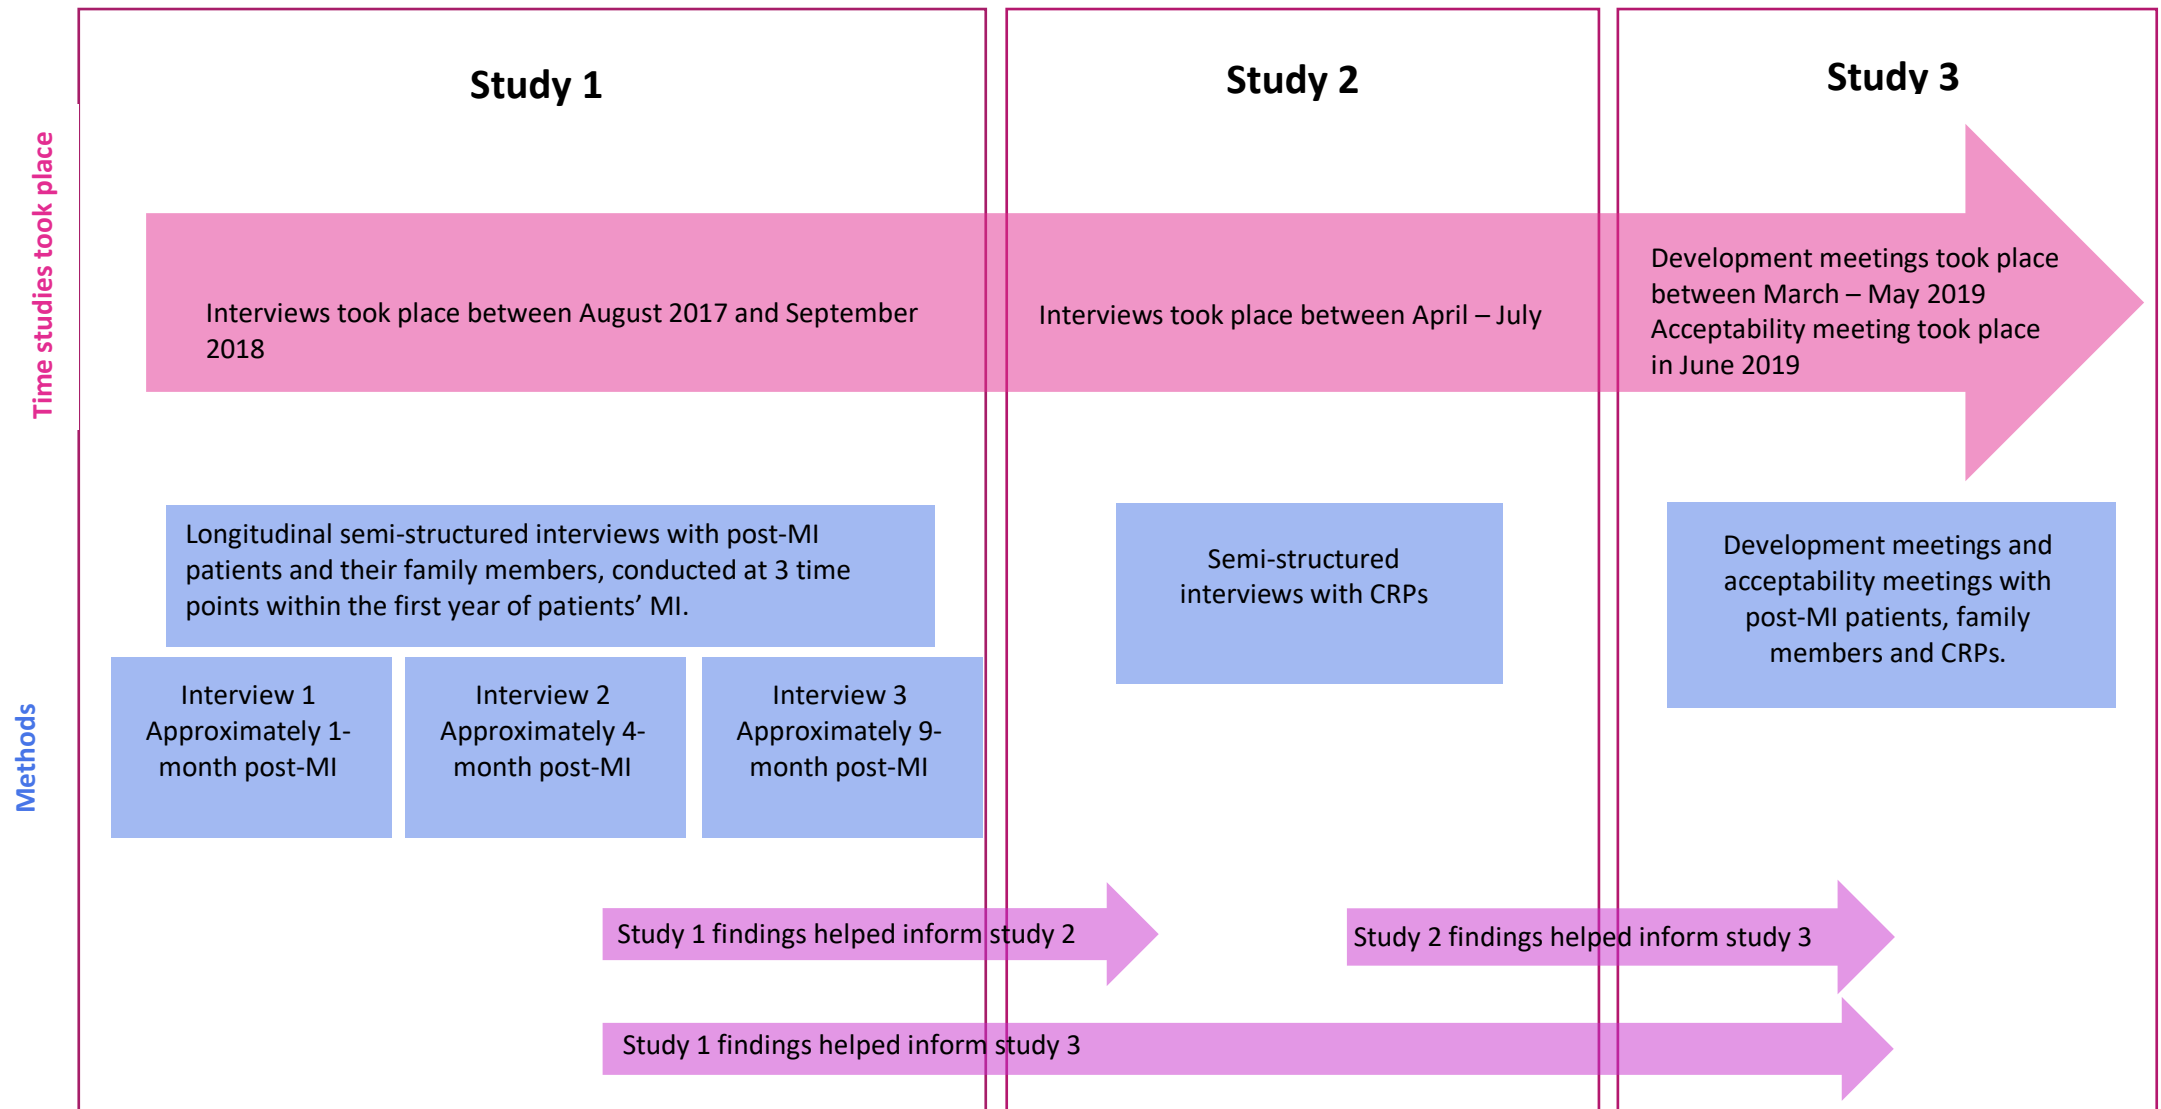 Study 1
Study 2
Study 3
Time studies took place
Interviews took place between August 2017 and September
2018
Interviews took place between April – July
Development meetings took place
between March – May 2019
Acceptability meeting took place
in June 2019
Methods
Longitudinal semi-structured interviews with post-MI
patients and their family members, conducted at 3 time
points within the first year of patients’ MI.
Interview 1
Approximately 1-
month post-MI
Interview 2
Approximately 4-
month post-MI
Interview 3
Approximately 9-
month post-MI
Semi-structured
interviews with CRPs
Development meetings and
acceptability meetings with
post-MI patients, family
members and CRPs.
Study 1 findings helped inform study 2
Study 2 findings helped inform study 3
Study 1 findings helped inform study 3